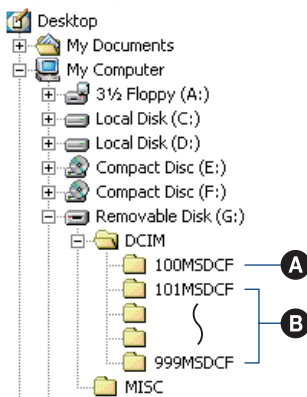 Desktop
My Documents
My Computer
3½ Floppy (A:)
Local Disk (C:)
Local Disk (D:)
Compact Disc (E:)
Compact Disc (F:)
Removable Disk (G:)
DCIM
100MSDCF A
101MSDCF
B
999MSDCF
MISC